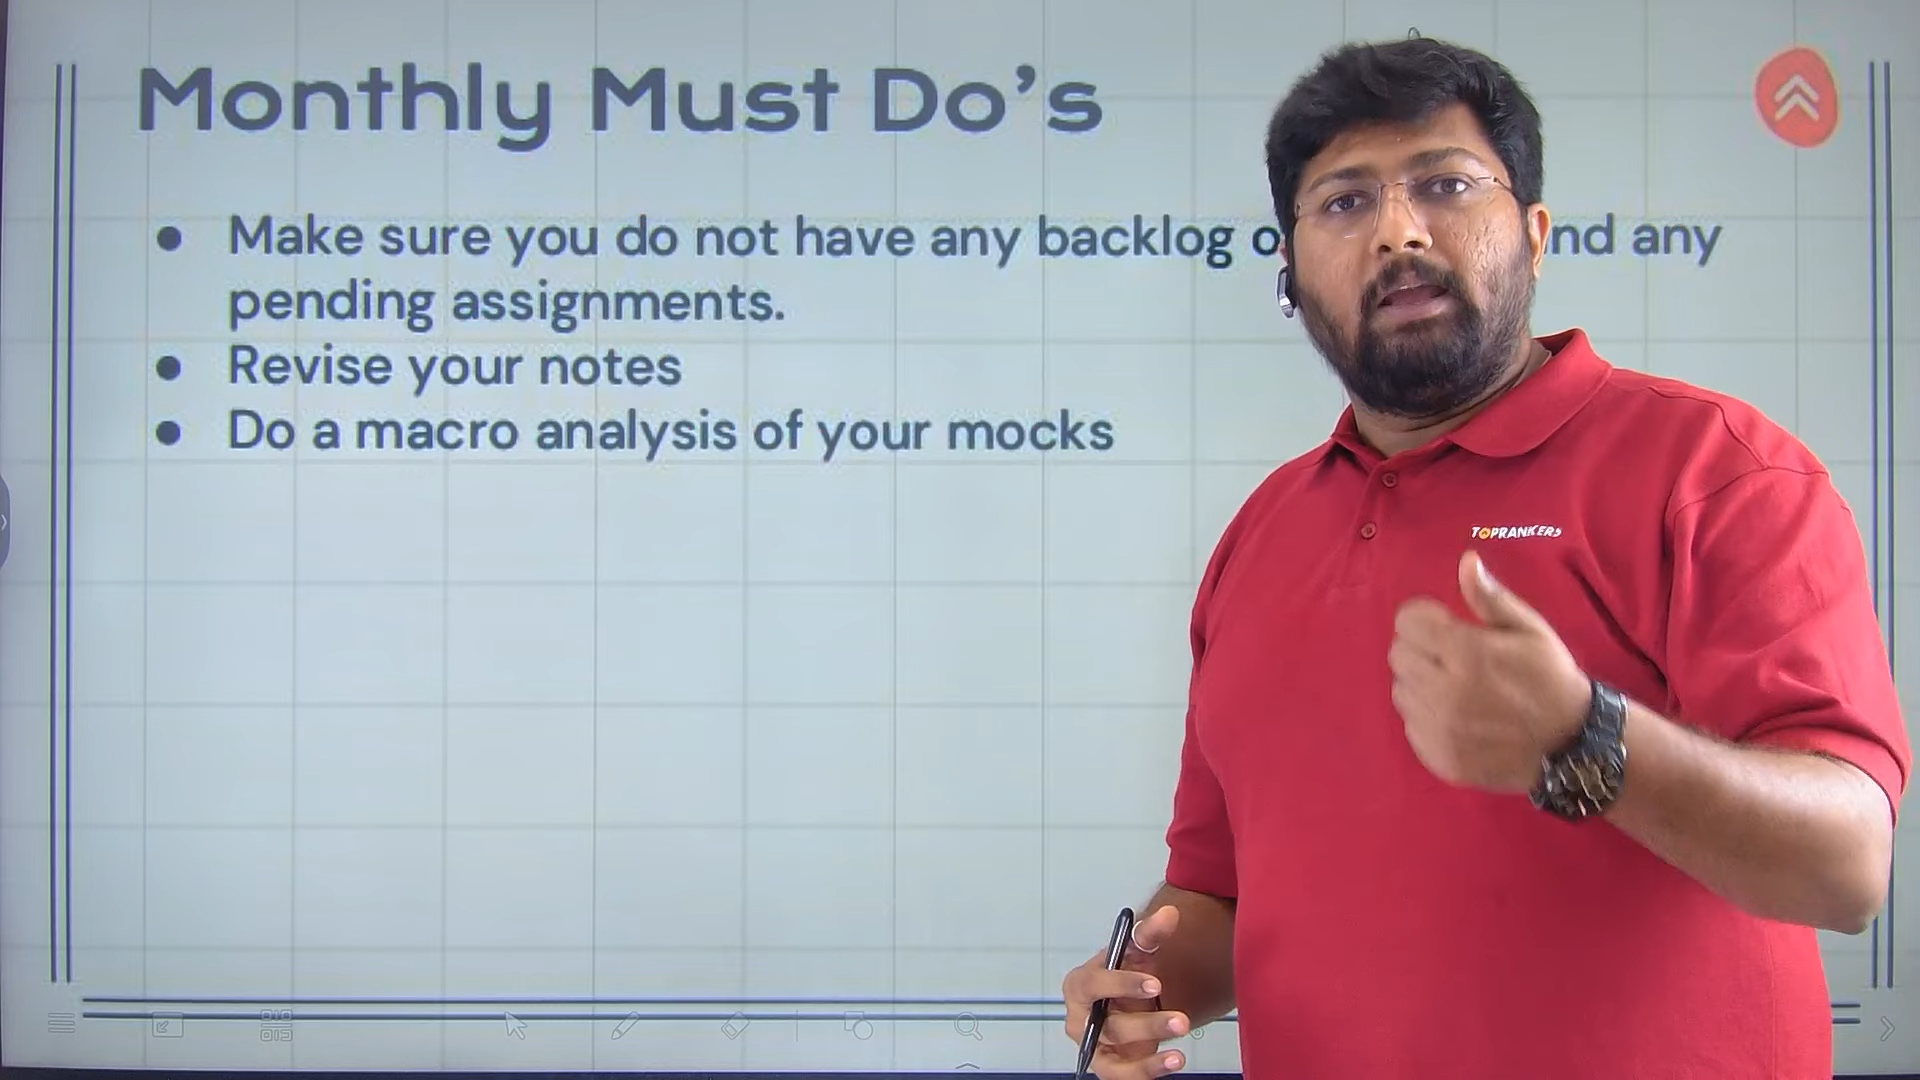 Monthly Must Do's
● Make sure you do not have any backlog any
pending assignments.
● Revise your notes
● Do a macro analysis of your mocks
TOPRANKERS